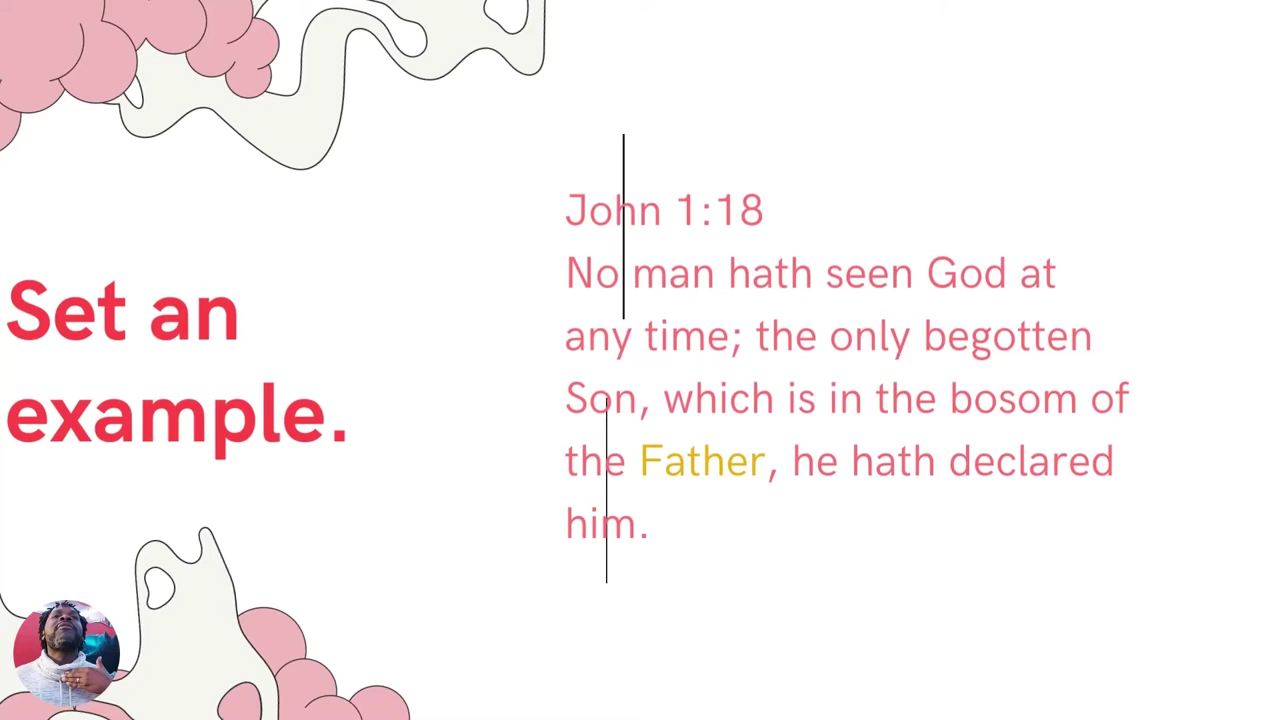 Set an
example.
John 1:18
No man hath seen God at
any time; the only begotten
Son, which is in the bosom of
the Father, he hath declared
him.